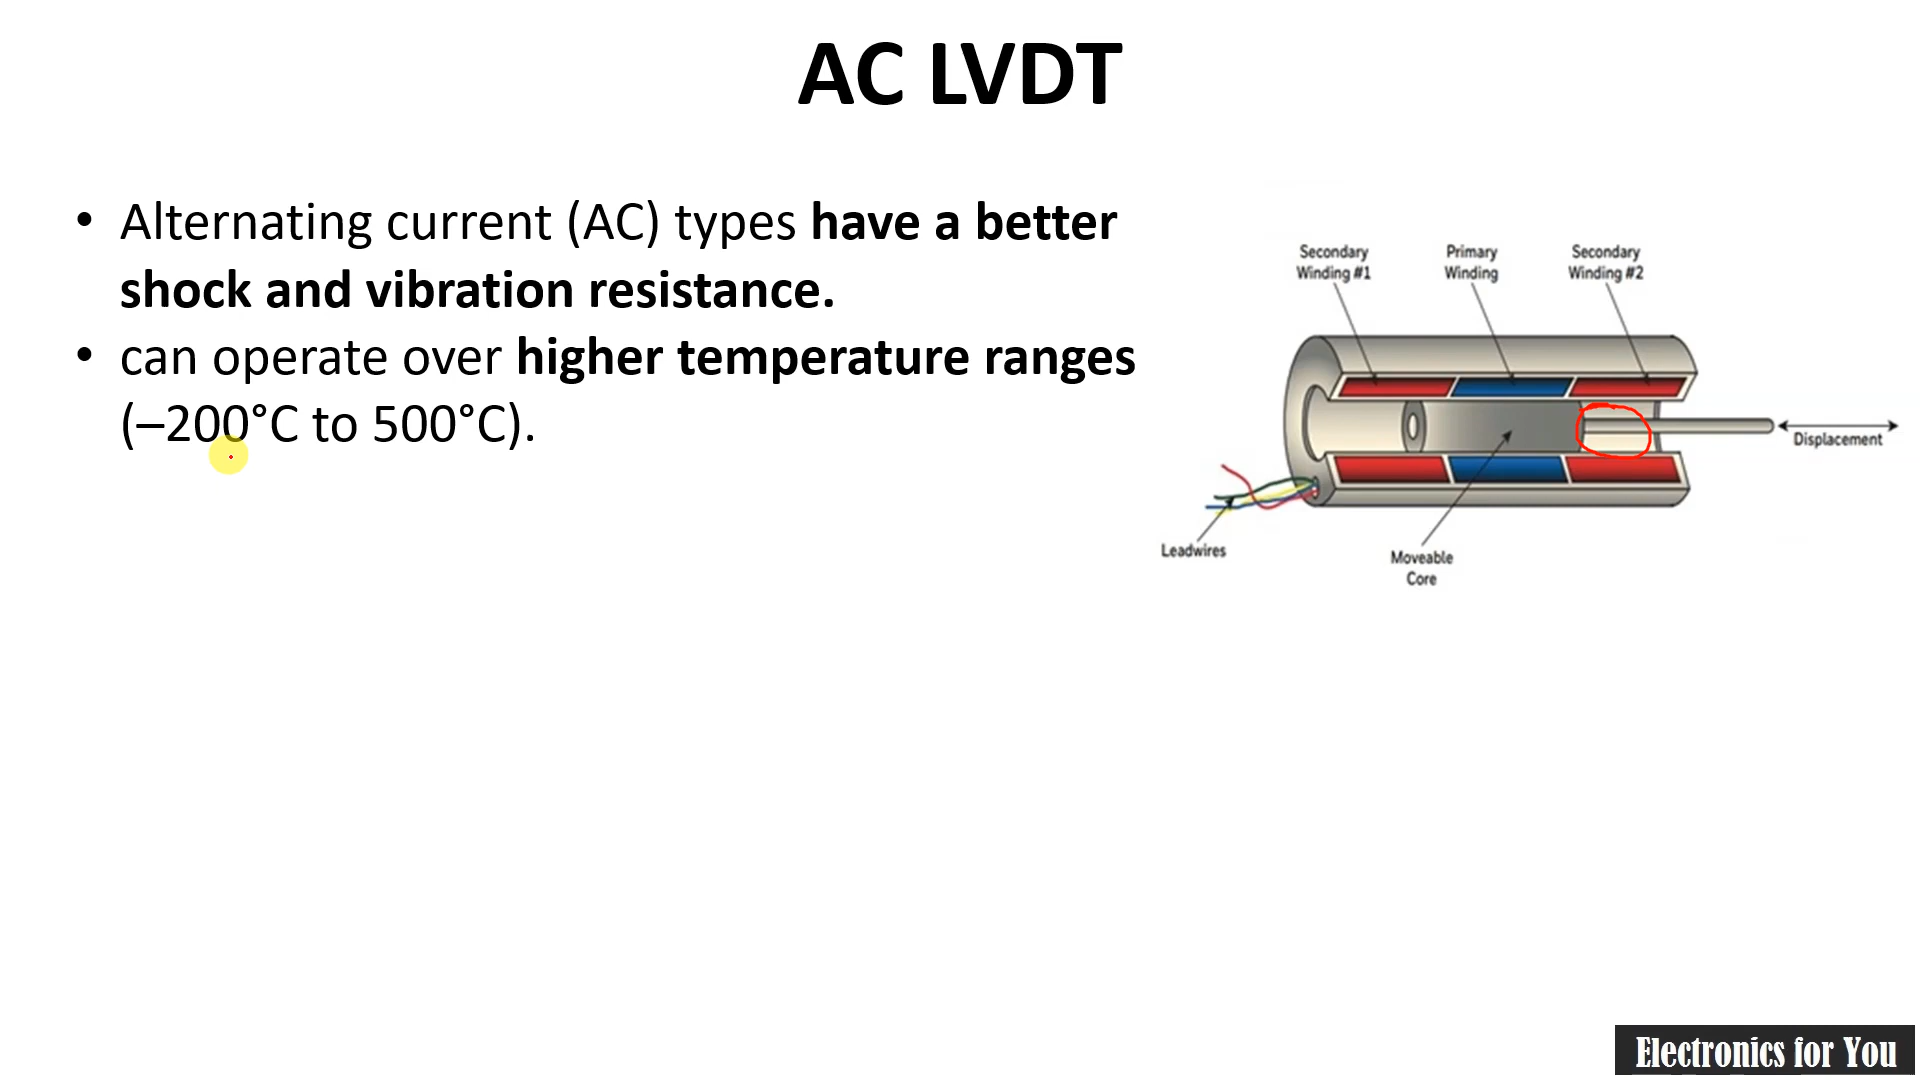 AC LVDT
• Alternating current (AC) types have a better
shock and vibration resistance.
• can operate over higher temperature ranges
(–200°C to 500°C).
Secondary
Winding #1
Primary
Winding
Secondary
Winding #2
Displacement
Leadwires
Moveable
Core
Electronics for You